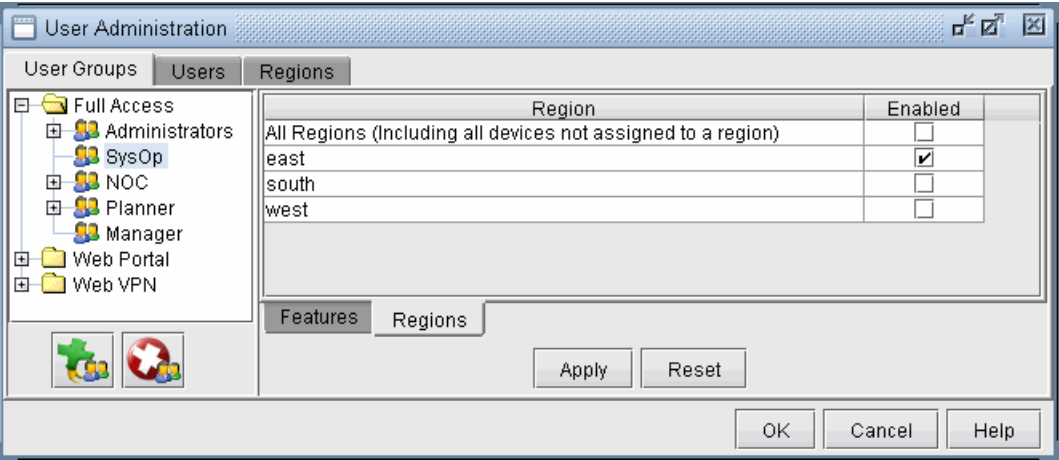 User Administration
User Groups Users Regions
Full Access
Administrators
SysOp
NOC
Planner
Manager
Web Portal
Web VPN
Region Enabled
All Regions (Including all devices not assigned to a region)
east
south
west
Features Regions
Apply Reset
OK Cancel Help